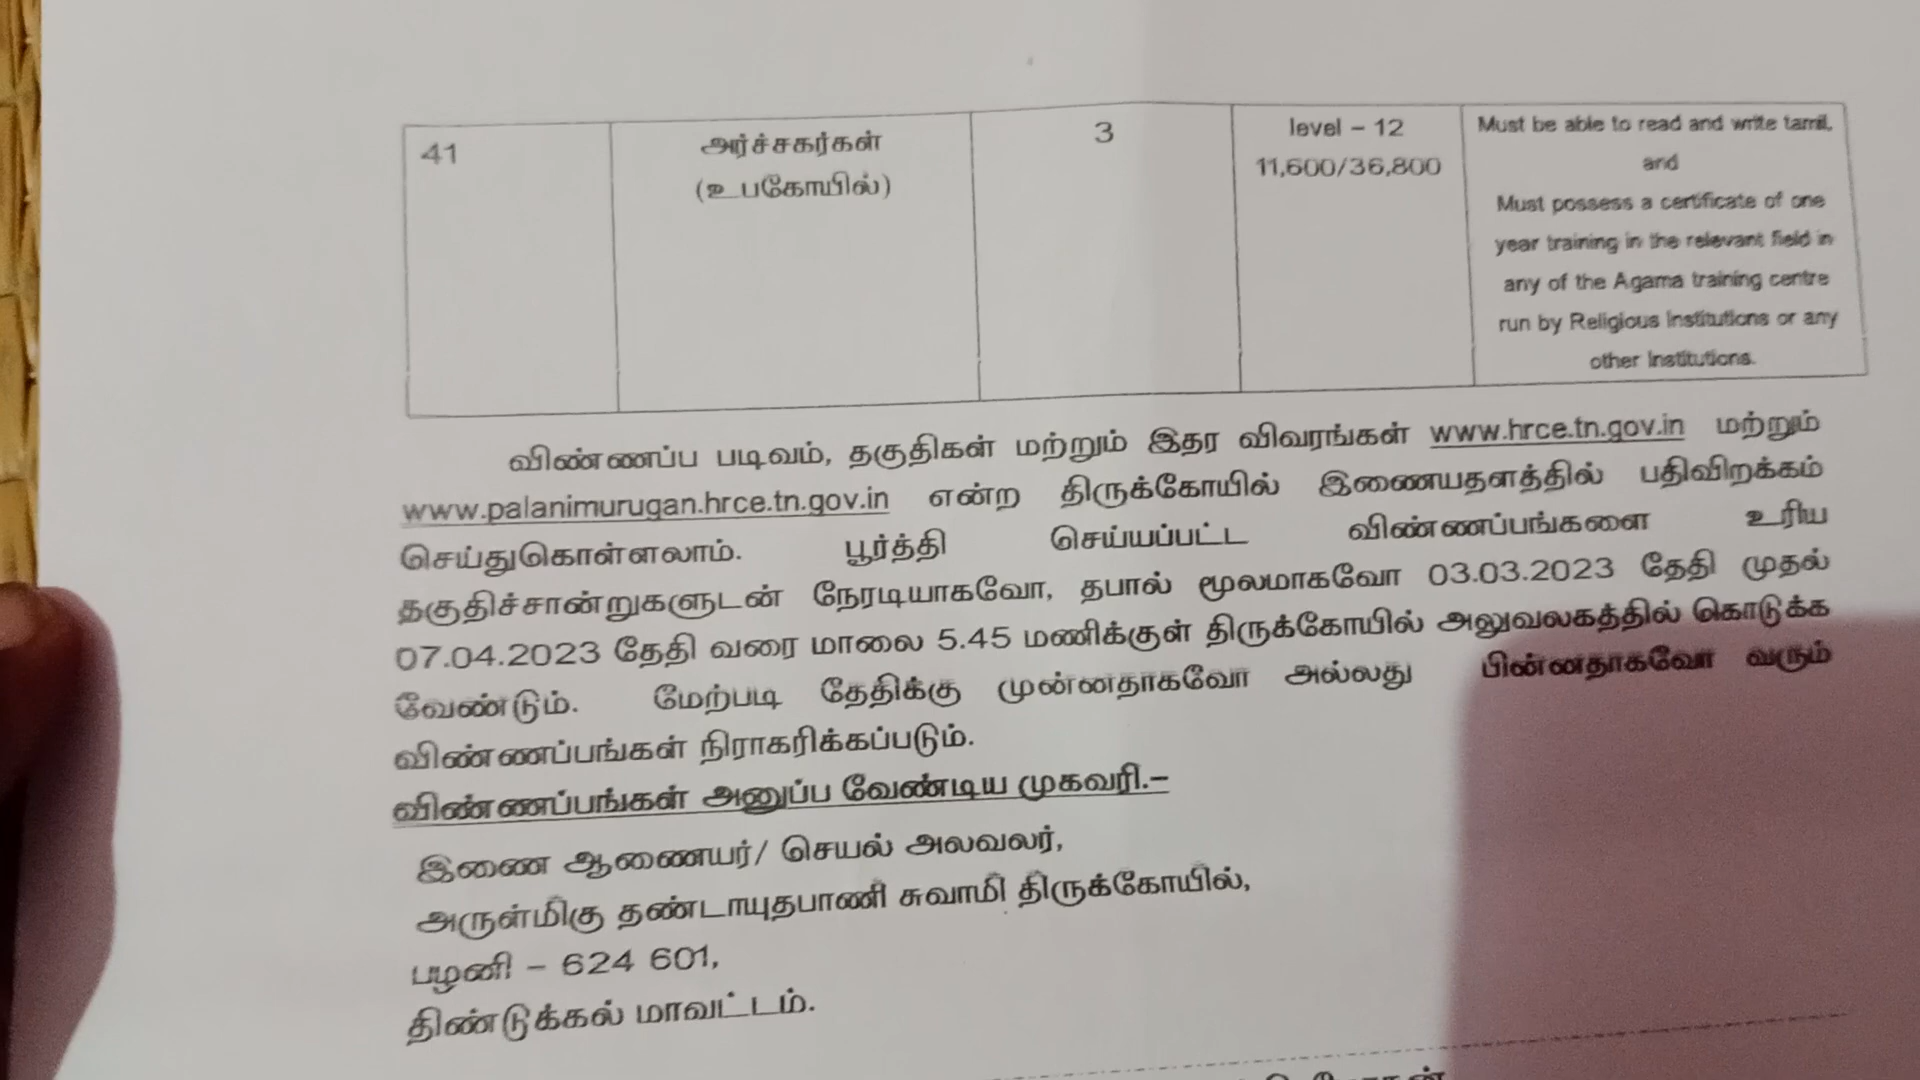 41
அர்ச்சகர்கள்
(உபகோயில்)
3
level – 12
11,600/36,800
Must be able to read and write tamil,
and
Must possess a certificate of one
year training in the relevant field in
any of the Agama training centre
run by Religious Institutions or any
other Institutions.
விண்ணப்ப படிவம், தகுதிகள் மற்றும் இதர விவரங்கள் www.hrce.tn.gov.in மற்றும்
www.palanimurugan.hrce.tn.gov.in என்ற திருக்கோயில் இணையதளத்தில் பதிவிறக்கம்
செய்துகொள்ளலாம். பூர்த்தி செய்யப்பட்ட விண்ணப்பங்களை உரிய
தகுதிச்சான்றுகளுடன் நேரடியாகவோ, தபால் மூலமாகவோ 03.03.2023 தேதி முதல்
07.04.2023 தேதி வரை மாலை 5.45 மணிக்குள் திருக்கோயில் அலுவலகத்தில் கொடுக்க
வேண்டும். மேற்படி தேதிக்கு முன்னதாகவோ அல்லது பின்னதாகவோ வரும்
விண்ணப்பங்கள் நிராகரிக்கப்படும்.
விண்ணப்பங்கள் அனுப்ப வேண்டிய முகவரி.–
இணை ஆணையர்/ செயல் அலவலர்,
அருள்மிகு தண்டாயுதபாணி சுவாமி திருக்கோயில்,
பழனி – 624 601,
திண்டுக்கல் மாவட்டம்.